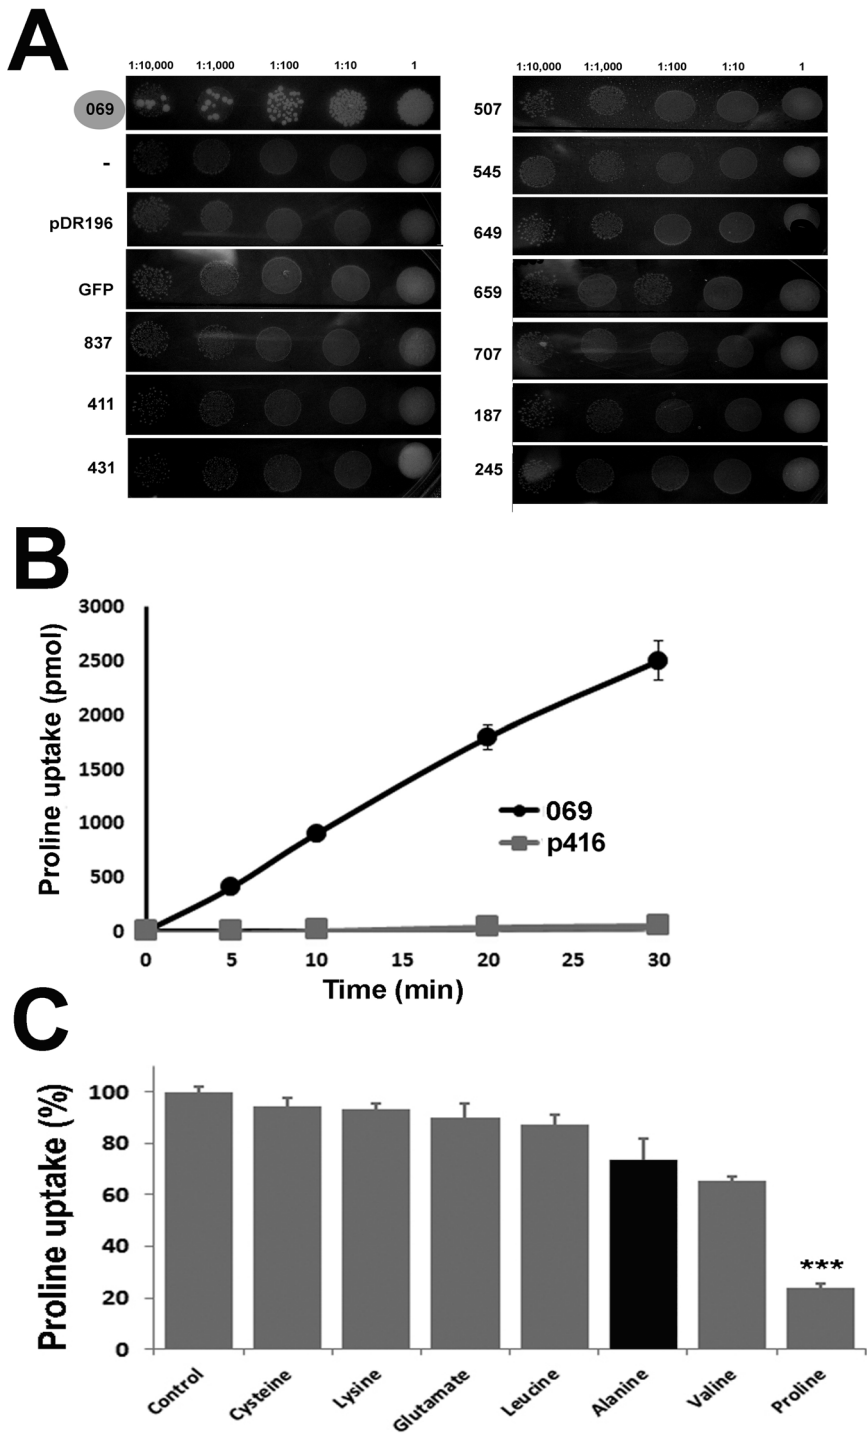 A
1:10,000 1:1,000 1:100 1:10 1
069
-
pDR196
GFP
837
411
431
1:10,000 1:1,000 1:100 1:10 1
507
545
649
659
707
187
245
B
Proline uptake (pmol)
3000
2500
2000
1500
1000
500
0
0 5 10 15 20 25 30
Time (min)
069
p416
C
Proline uptake (%)
100
80
60
40
20
0
***
Control Cysteine Lysine Glutamate Leucine Alanine Valine Proline